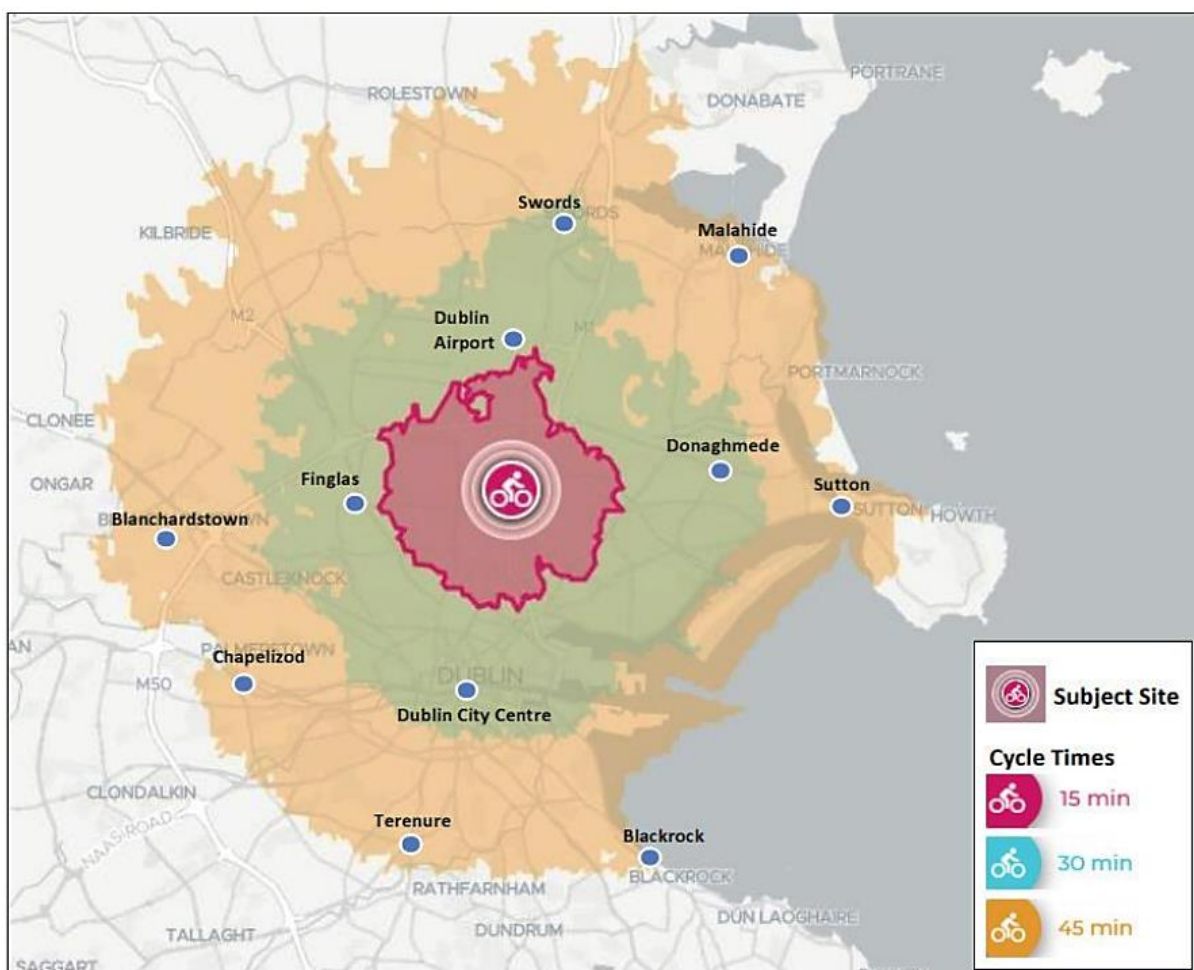 PORTRANE
ROLESTOWN
DONABATE
Swords
Malahide
KILBRIDE
M2
Dublin
Airport
M1
PORTMARNOCK
CLONEE
Donaghmede
ONGAR
Finglas
Sutton
SUTTON
HOWTH
Blanchardstown
CASTLEKNOCK
PALMERSTOWN
Chapelizod
M50
DUBLIN
Dublin City Centre
CLONDALKIN
NAAS ROAD
Terenure
Blackrock
RATHFARNHAM
BLACKROCK
DÚN LAOGHAIRE
TALLAGHT
DUNDRUM
SAGGART
Subject Site
Cycle Times
15 min
30 min
45 min